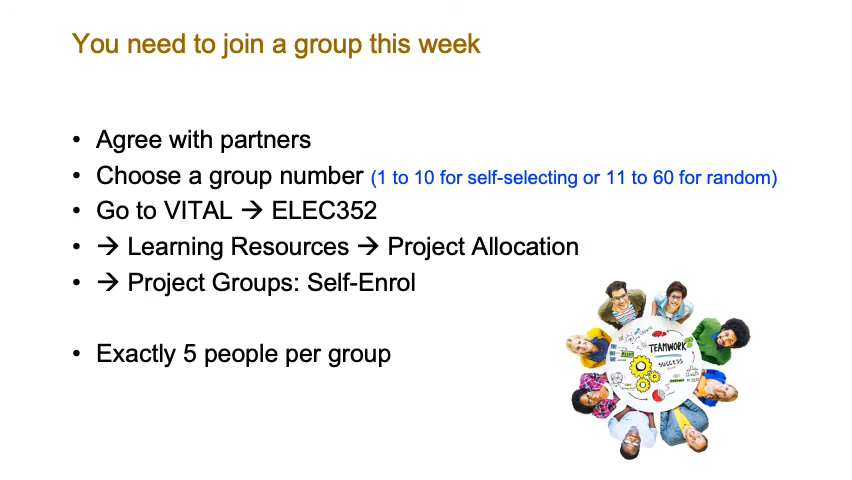 You need to join a group this week
• Agree with partners
• Choose a group number (1 to 10 for self-selecting or 11 to 60 for random)
• Go to VITAL → ELEC352
• → Learning Resources → Project Allocation
• → Project Groups: Self-Enrol
• Exactly 5 people per group
TEAMWORK
SUCCESS